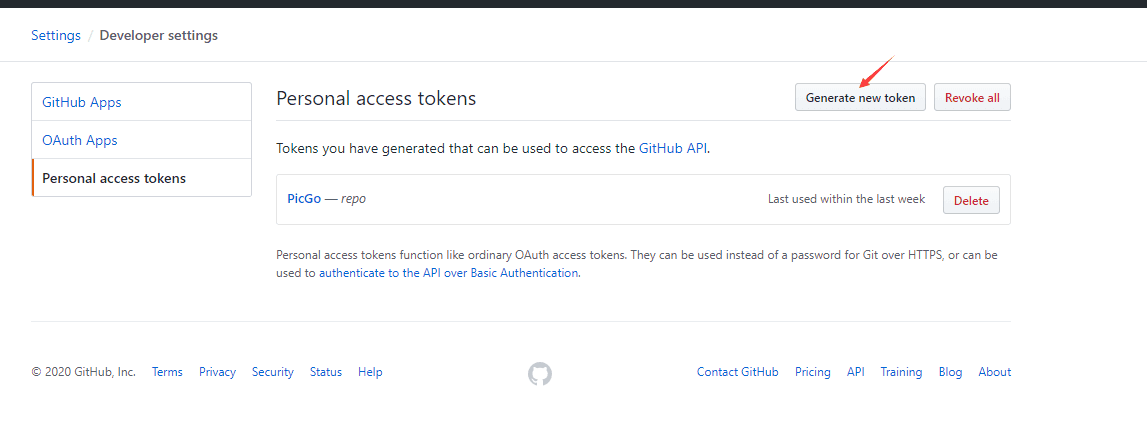 Settings / Developer settings
GitHub Apps
OAuth Apps
Personal access tokens
Personal access tokens
Generate new token
Revoke all
Tokens you have generated that can be used to access the GitHub API.
PicGo — repo
Last used within the last week
Delete
Personal access tokens function like ordinary OAuth access tokens. They can be used instead of a password for Git over HTTPS, or can be
used to authenticate to the API over Basic Authentication.
© 2020 GitHub, Inc. Terms Privacy Security Status Help
Contact GitHub Pricing API Training Blog About